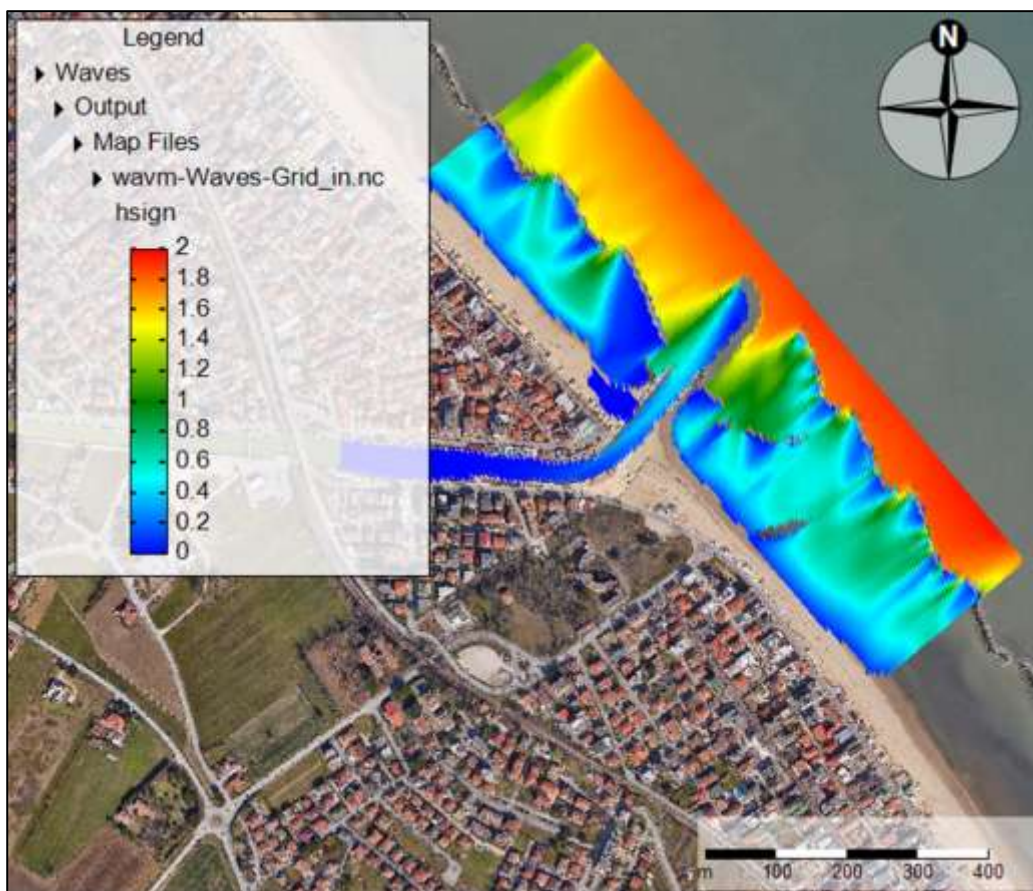 Legend
Waves
Output
Map Files
wavm-Waves-Grid_in.nc
hsign
2
1.8
1.6
1.4
1.2
1
0.8
0.6
0.4
0.2
0
N
m 100 200 300 400